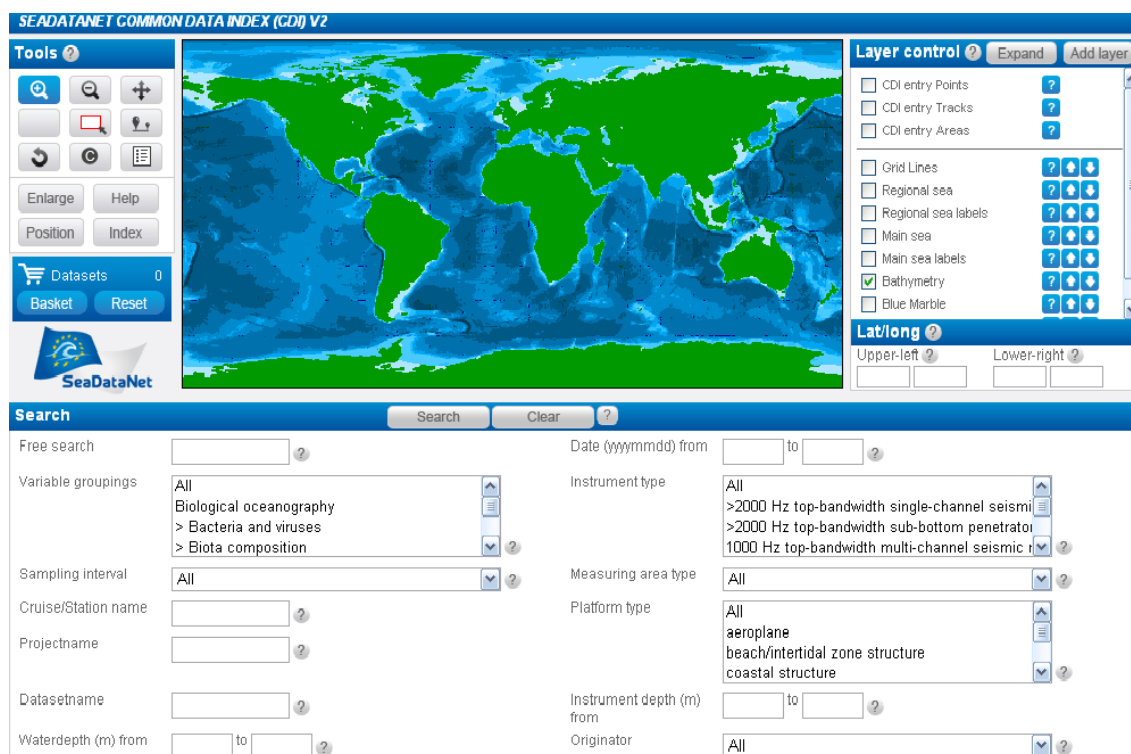 SEADATANET COMMON DATA INDEX (CDI) V2
Tools ?
Enlarge Help
Position Index
Datasets 0
Basket Reset
SeaDataNet
Layer control ? Expand Add layer
CDI entry Points ?
CDI entry Tracks ?
CDI entry Areas ?
Grid Lines ?
Regional sea ?
Regional sea labels ?
Main sea ?
Main sea labels ?
Bathymetry ?
Blue Marble ?
Lat/long ?
Upper-left ? Lower-right ?
Search Search Clear ?
Free search ? Date (yyyymmdd) from to ?
Variable groupings Instrument type
All
Biological oceanography
> Bacteria and viruses
> Biota composition ?
All
>2000 Hz top-bandwidth single-channel seismi
>2000 Hz top-bandwidth sub-bottom penetrator
1000 Hz top-bandwidth multi-channel seismic r ?
Sampling interval All ? Measuring area type All ?
Cruise/Station name ? Platform type
Projectname ?
All
aeroplane
beach/intertidal zone structure
coastal structure ?
Datasetname ? Instrument depth (m) from to ?
Waterdepth (m) from to ? Originator All ?